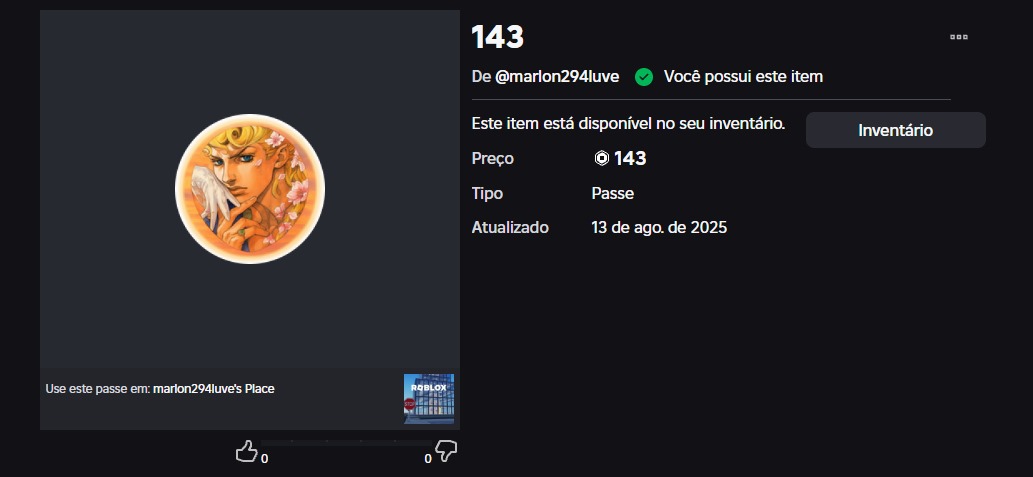 143
De @marlon294luve Você possui este item
Este item está disponível no seu inventário.
Inventário
Preço 143
Tipo Passe
Atualizado 13 de ago. de 2025
Use este passe em: marlon294luve's Place
ROBLOX
0
0